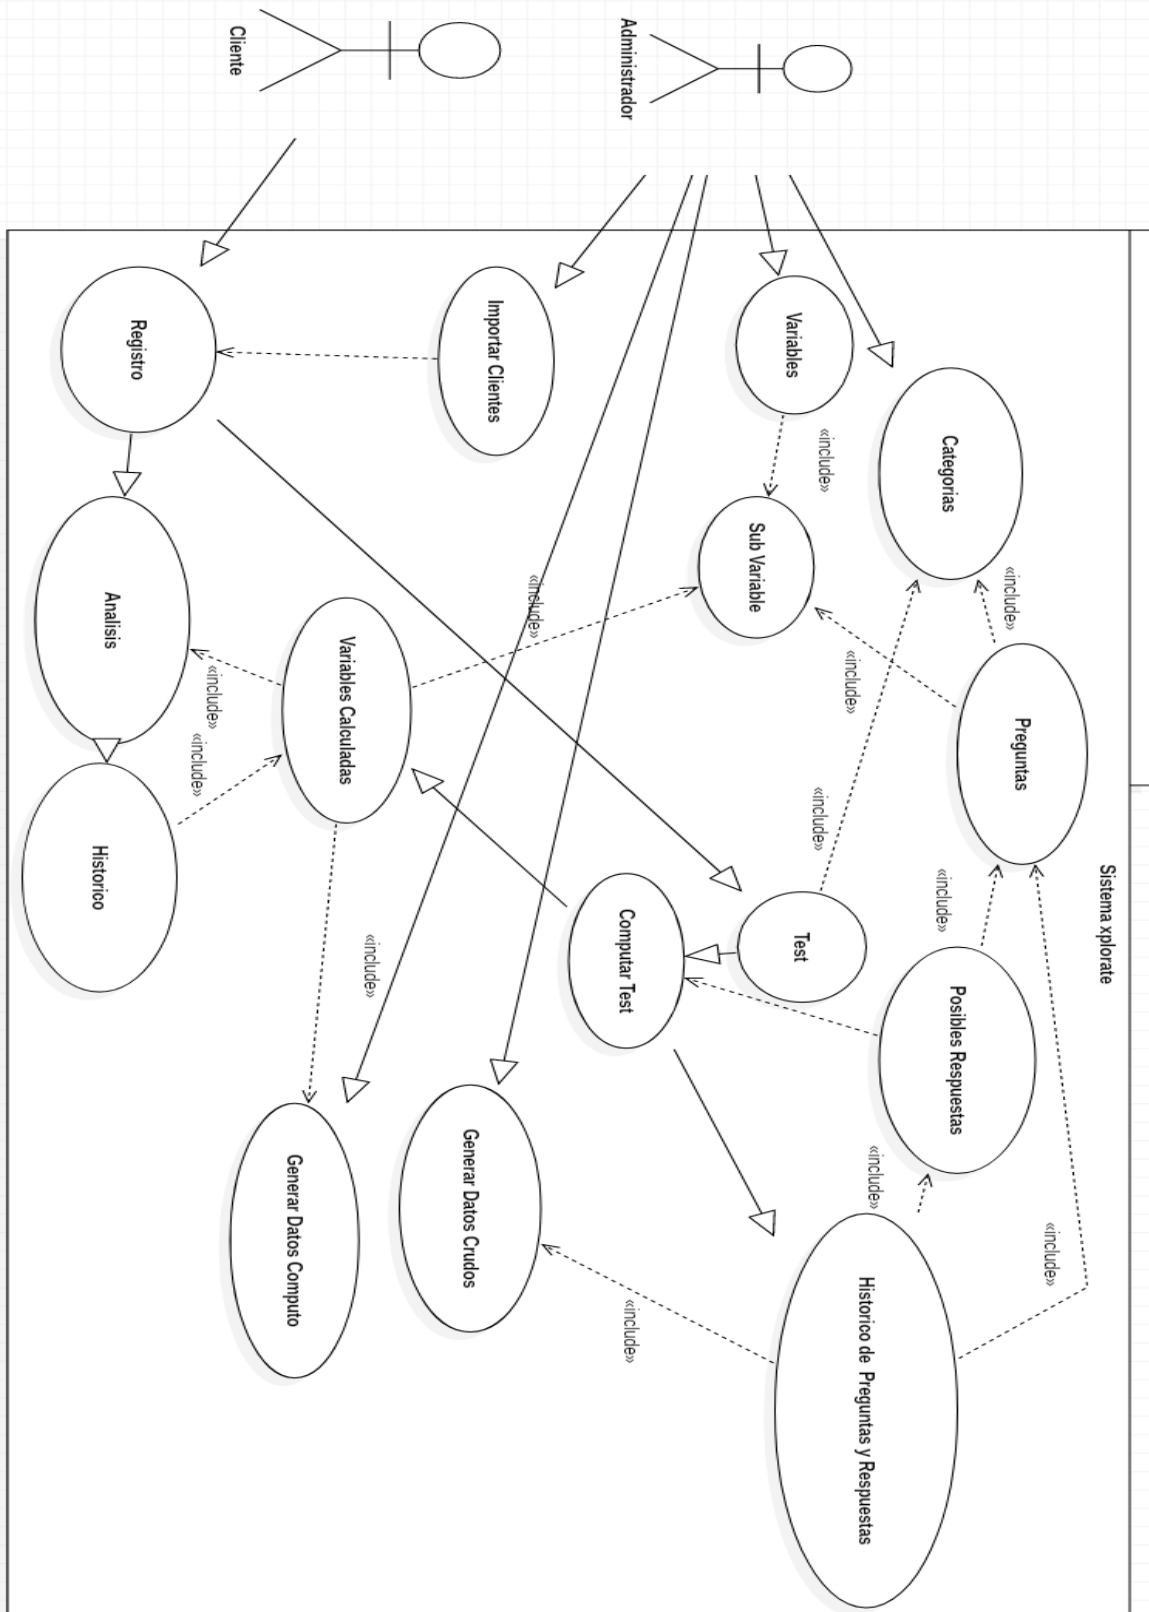 Sistema xplorate
Administrador
Cliente
Categorias
«include»
Preguntas
«include»
Posibles Respuestas
«include»
«include»
Historico de Preguntas y Respuestas
Variables
«include»
Sub Variable
«include»
«include»
Test
Computar Test
«include»
Importar Clientes
«include»
Generar Datos Crudos
Variables Calculadas
«include»
Generar Datos Computo
Registro
Analisis
«include»
«include»
Historico